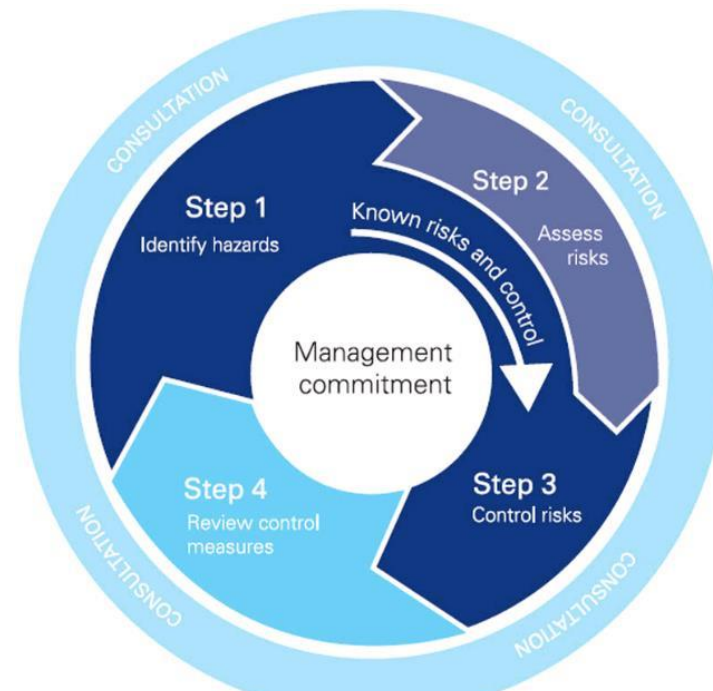 CONSULTATION
CONSULTATION
Step 1
Identify hazards
Step 2
Assess
risks
Known risks and control
Management
commitment
Step 3
Control risks
Step 4
Review control
measures
CONSULTATION
CONSULTATION